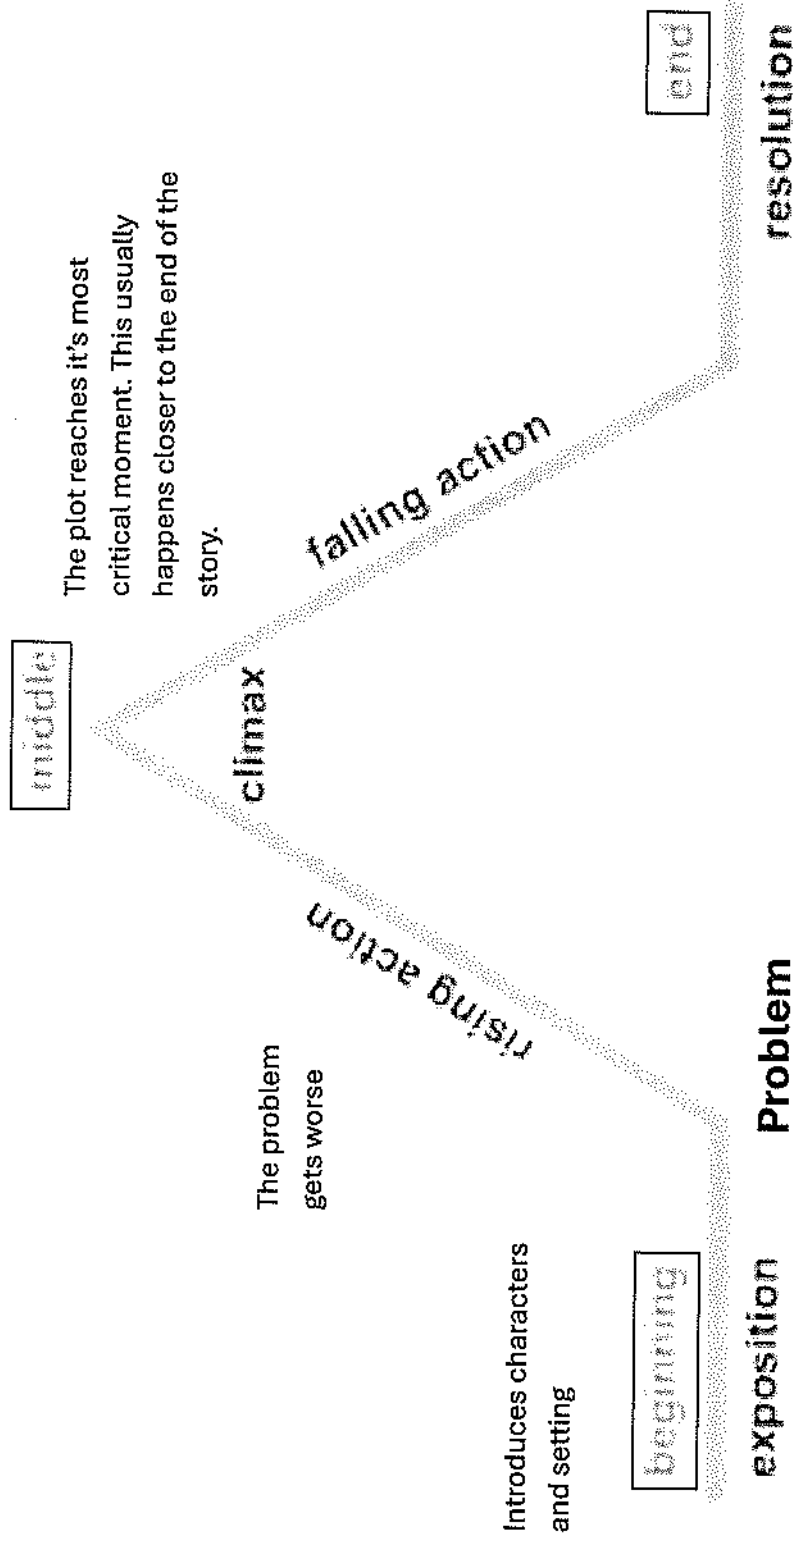 middle
The plot reaches it's most
critical moment. This usually
happens closer to the end of the
story.
climax
The problem
gets worse
rising action
falling action
Introduces characters
and setting
beginning
end
exposition
Problem
resolution